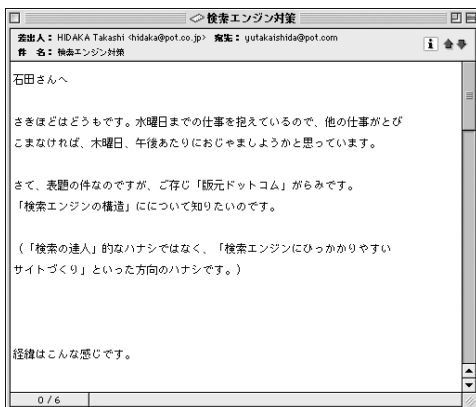 検索エンジン対策
差出人： HIDAKA Takashi <hidaka@pot.co.jp> 宛先： yutakaishida@pot.com
件 名： 検索エンジン対策
石田さんへ
さきほどはどうもです。水曜日までの仕事を抱えているので、他の仕事がとび
こまなければ、木曜日、午後あたりにおじゃましようかと思っています。
さて、表題の件なのですが、ご存じ「版元ドットコム」がらみです。
「検索エンジンの構造」にについて知りたいのです。
（「検索の達人」的なハナシではなく、「検索エンジンにひっかかりやすい
サイトづくり」といった方向のハナシです。）
経緯はこんな感じです。
0 / 6